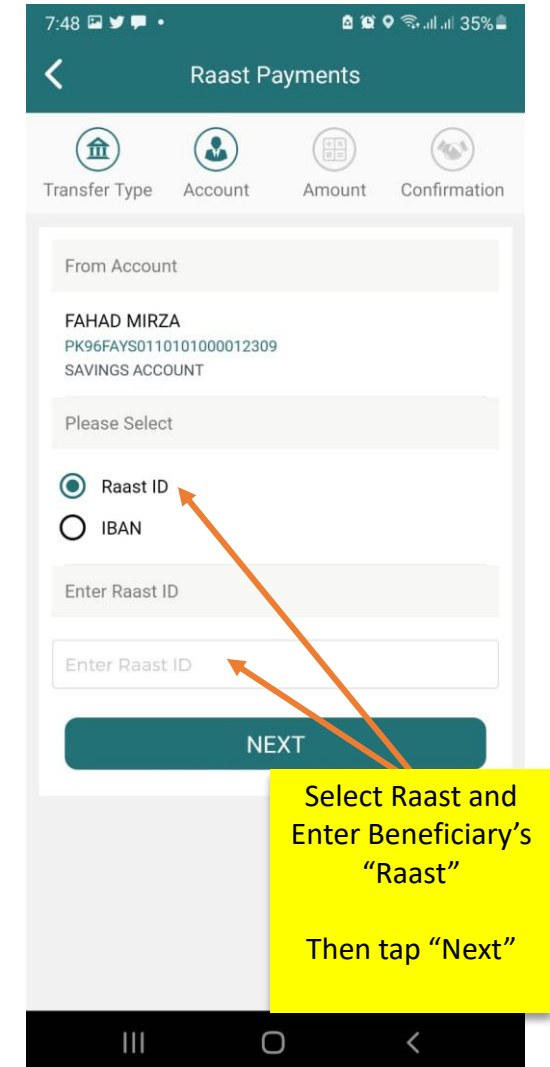 7:48
35%
Raast Payments
Transfer Type Account Amount Confirmation
From Account
FAHAD MIRZA
PK96FAYS0110101000012309
SAVINGS ACCOUNT
Please Select
Raast ID
IBAN
Enter Raast ID
Enter Raast ID
NEXT
Select Raast and
Enter Beneficiary’s
“Raast”
Then tap “Next”